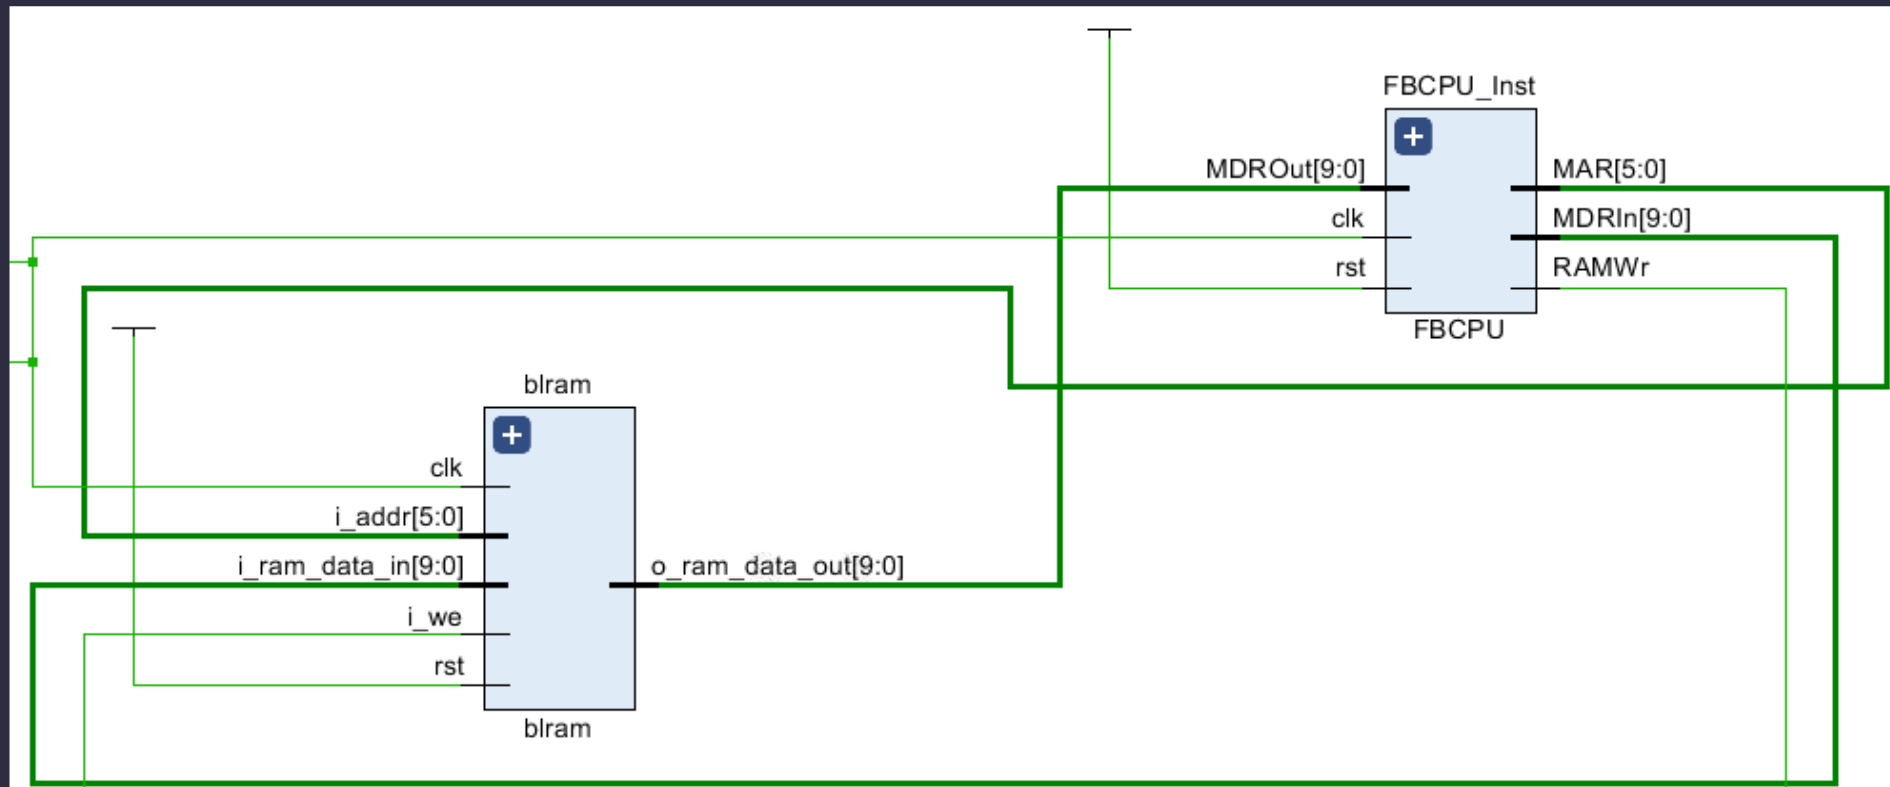 FBCPU_Inst
MDROut[9:0]
MAR[5:0]
clk
MDRIn[9:0]
rst
RAMWr
FBCPU
blram
clk
i_addr[5:0]
i_ram_data_in[9:0]
o_ram_data_out[9:0]
i_we
rst
blram